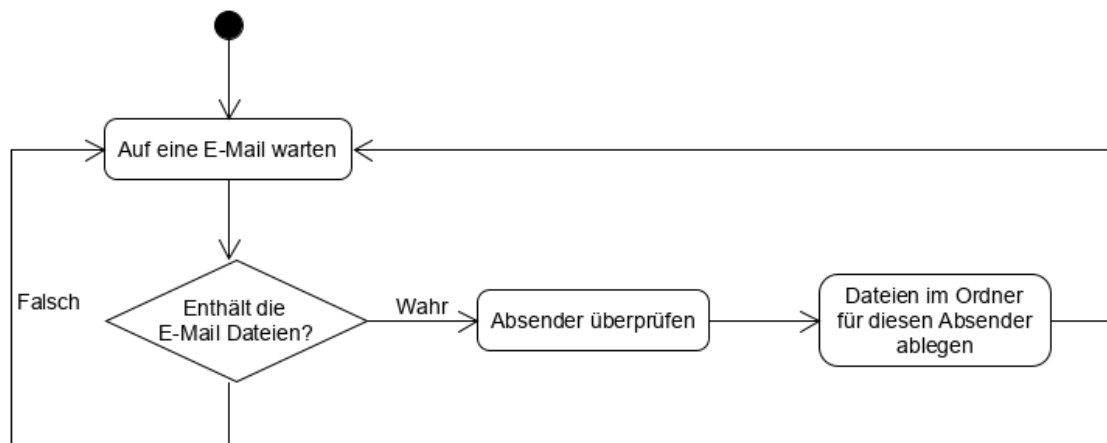 Auf eine E-Mail warten
Falsch
Enthält die
E-Mail Dateien?
Wahr
Absender überprüfen
Dateien im Ordner
für diesen Absender
ablegen